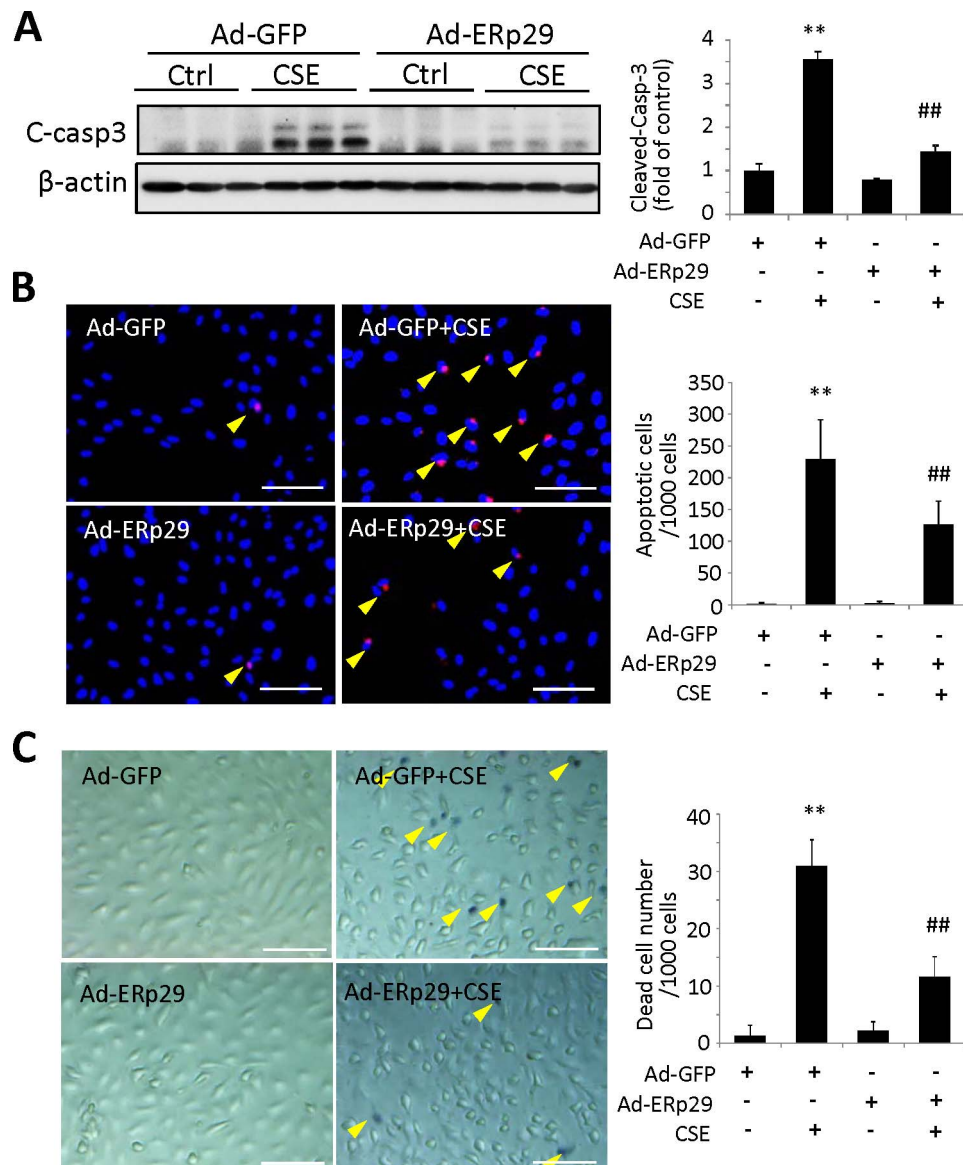 A
Ad-GFP Ad-ERp29
Ctrl CSE Ctrl CSE
C-casp3
β-actin
Cleaved-Casp-3
(fold of control)
4
3
2
1
0
**
##
Ad-GFP + + - -
Ad-ERp29 - - + +
CSE - + - +
B
Ad-GFP
Ad-GFP+CSE
Ad-ERp29
Ad-ERp29+CSE
Apoptotic cells
/1000 cells
350
300
250
200
150
100
50
0
**
##
Ad-GFP + + - -
Ad-ERp29 - - + +
CSE - + - +
C
Ad-GFP
Ad-GFP+CSE
Ad-ERp29
Ad-ERp29+CSE
Dead cell number
/1000 cells
40
30
20
10
0
**
##
Ad-GFP + + - -
Ad-ERp29 - - + +
CSE - + - +